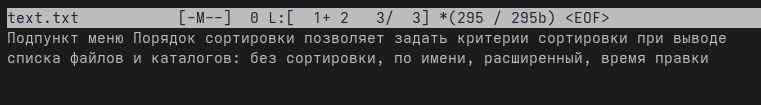 text.txt [-M--] 0 L:[ 1+ 2 3/ 3] *(295 / 295b) <EOF>
Подпункт меню Порядок сортировки позволяет задать критерии сортировки при выводе
списка файлов и каталогов: без сортировки, по имени, расширенный, время правки